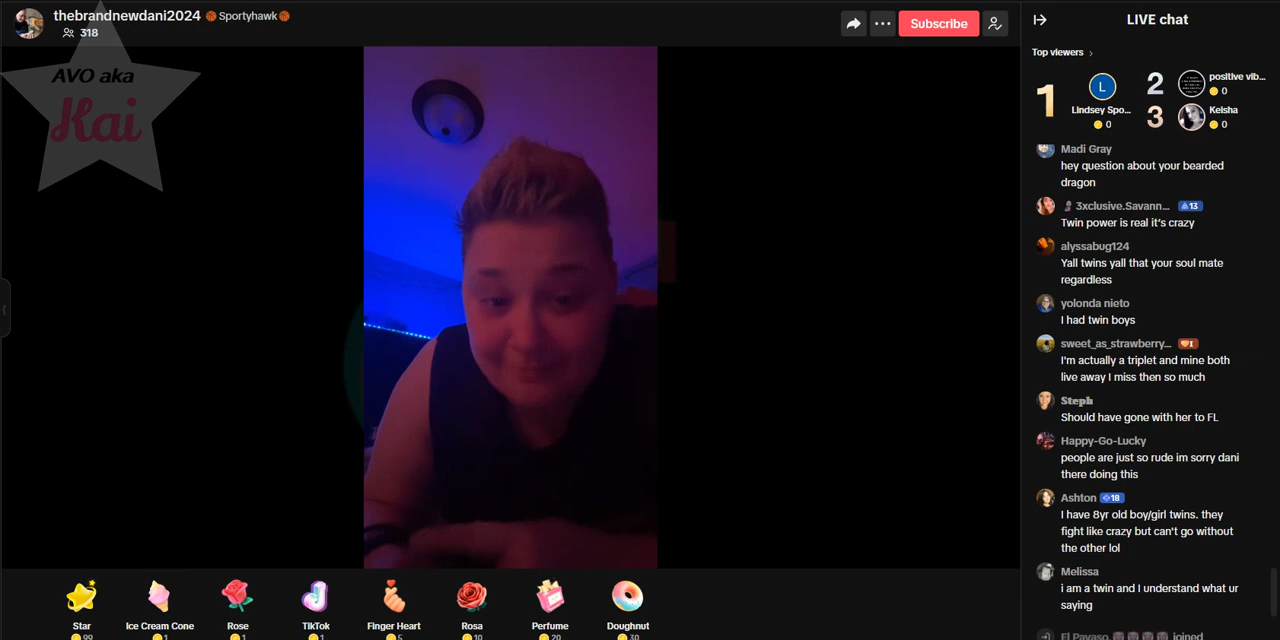 thebrandnewdani2024 🏀 Sportyhawk🏀
318
AVO aka
Kai
Subscribe
LIVE chat
Top viewers
1
L
Lindsey Spo...
0
2
positive vib...
0
3
Keisha
0
Madi Gray
hey question about your bearded
dragon
3xclusive.Savann...
13
Twin power is real it's crazy
alyssabug124
Yall twins yall that your soul mate
regardless
yolonda nieto
I had twin boys
sweet_as_strawberry...
I
I'm actually a triplet and mine both
live away I miss then so much
Steph
Should have gone with her to FL
Happy-Go-Lucky
people are just so rude im sorry dani
there doing this
Ashton
18
I have 8yr old boy/girl twins. they
fight like crazy but can't go without
the other lol
Melissa
i am a twin and I understand what ur
saying
El Payaso. joined
Star
Ice Cream Cone
Rose
TikTok
Finger Heart
Rosa
Perfume
Doughnut
99
1
1
1
5
10
20
30